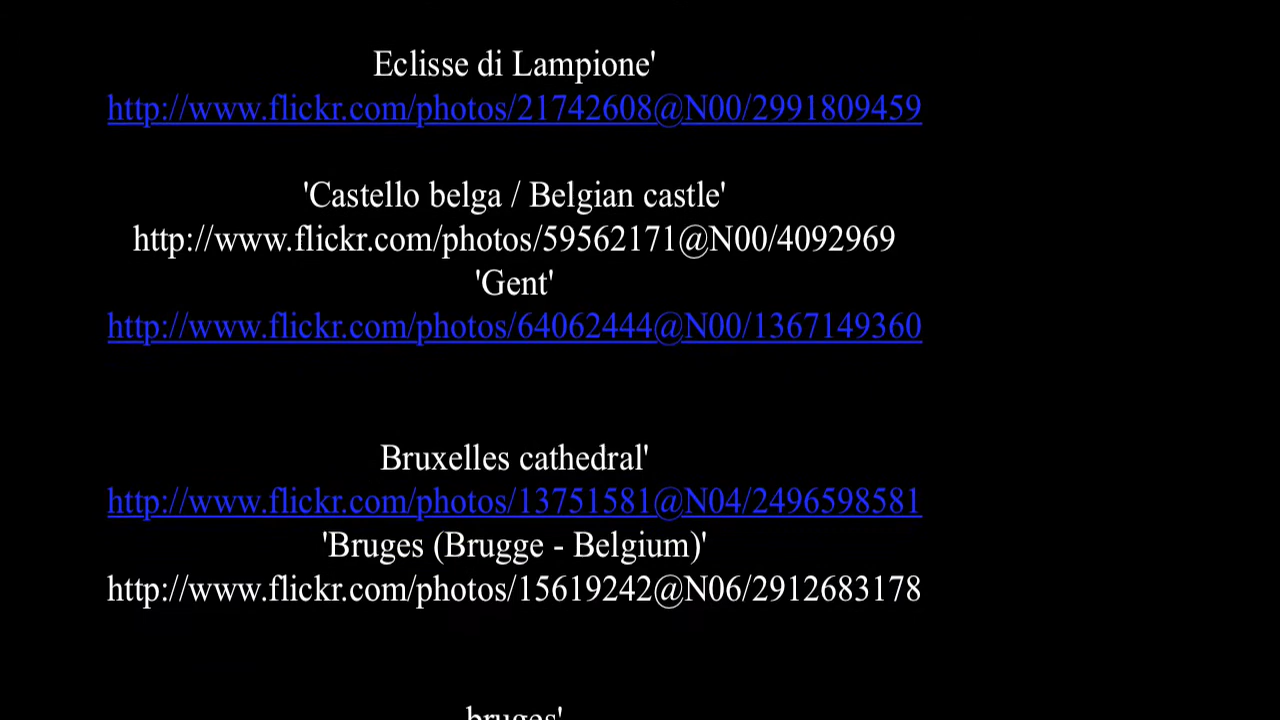 Eclisse di Lampione'
http://www.flickr.com/photos/21742608@N00/2991809459
'Castello belga / Belgian castle'
http://www.flickr.com/photos/59562171@N00/4092969
'Gent'
http://www.flickr.com/photos/64062444@N00/1367149360
Bruxelles cathedral'
http://www.flickr.com/photos/13751581@N04/2496598581
'Bruges (Brugge - Belgium)'
http://www.flickr.com/photos/15619242@N06/2912683178
bruges'